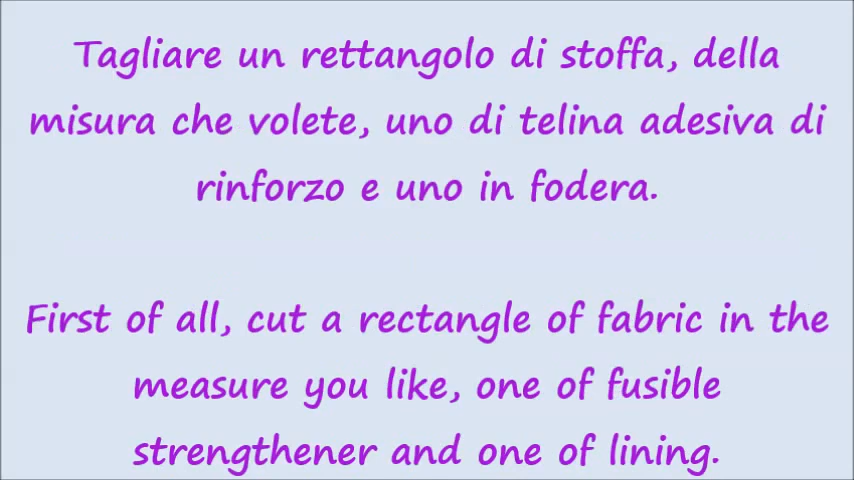 Tagliare un rettangolo di stoffa, della
misura che volete, uno di telina adesiva di
rinforzo e uno in fodera.
First of all, cut a rectangle of fabric in the
measure you like, one of fusible
strengthener and one of lining.